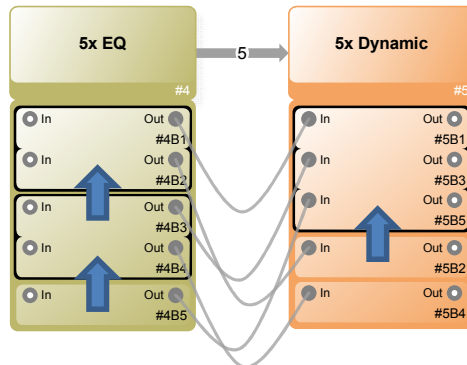 5x EQ
5
5x Dynamic
#4
#5
In Out
#4B1
In Out
#4B2
In Out
#4B3
In Out
#4B4
In Out
#4B5
In Out
#5B1
In Out
#5B3
In Out
#5B5
In Out
#5B2
In Out
#5B4